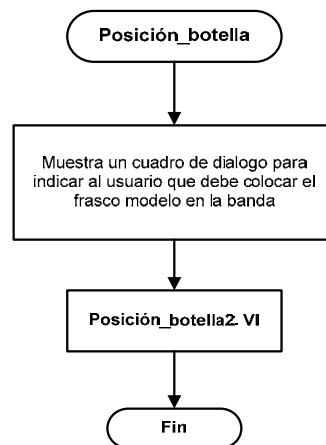 Posición_botella
Muestra un cuadro de dialogo para
indicar al usuario que debe colocar el
frasco modelo en la banda
Posición_botella2. VI
Fin